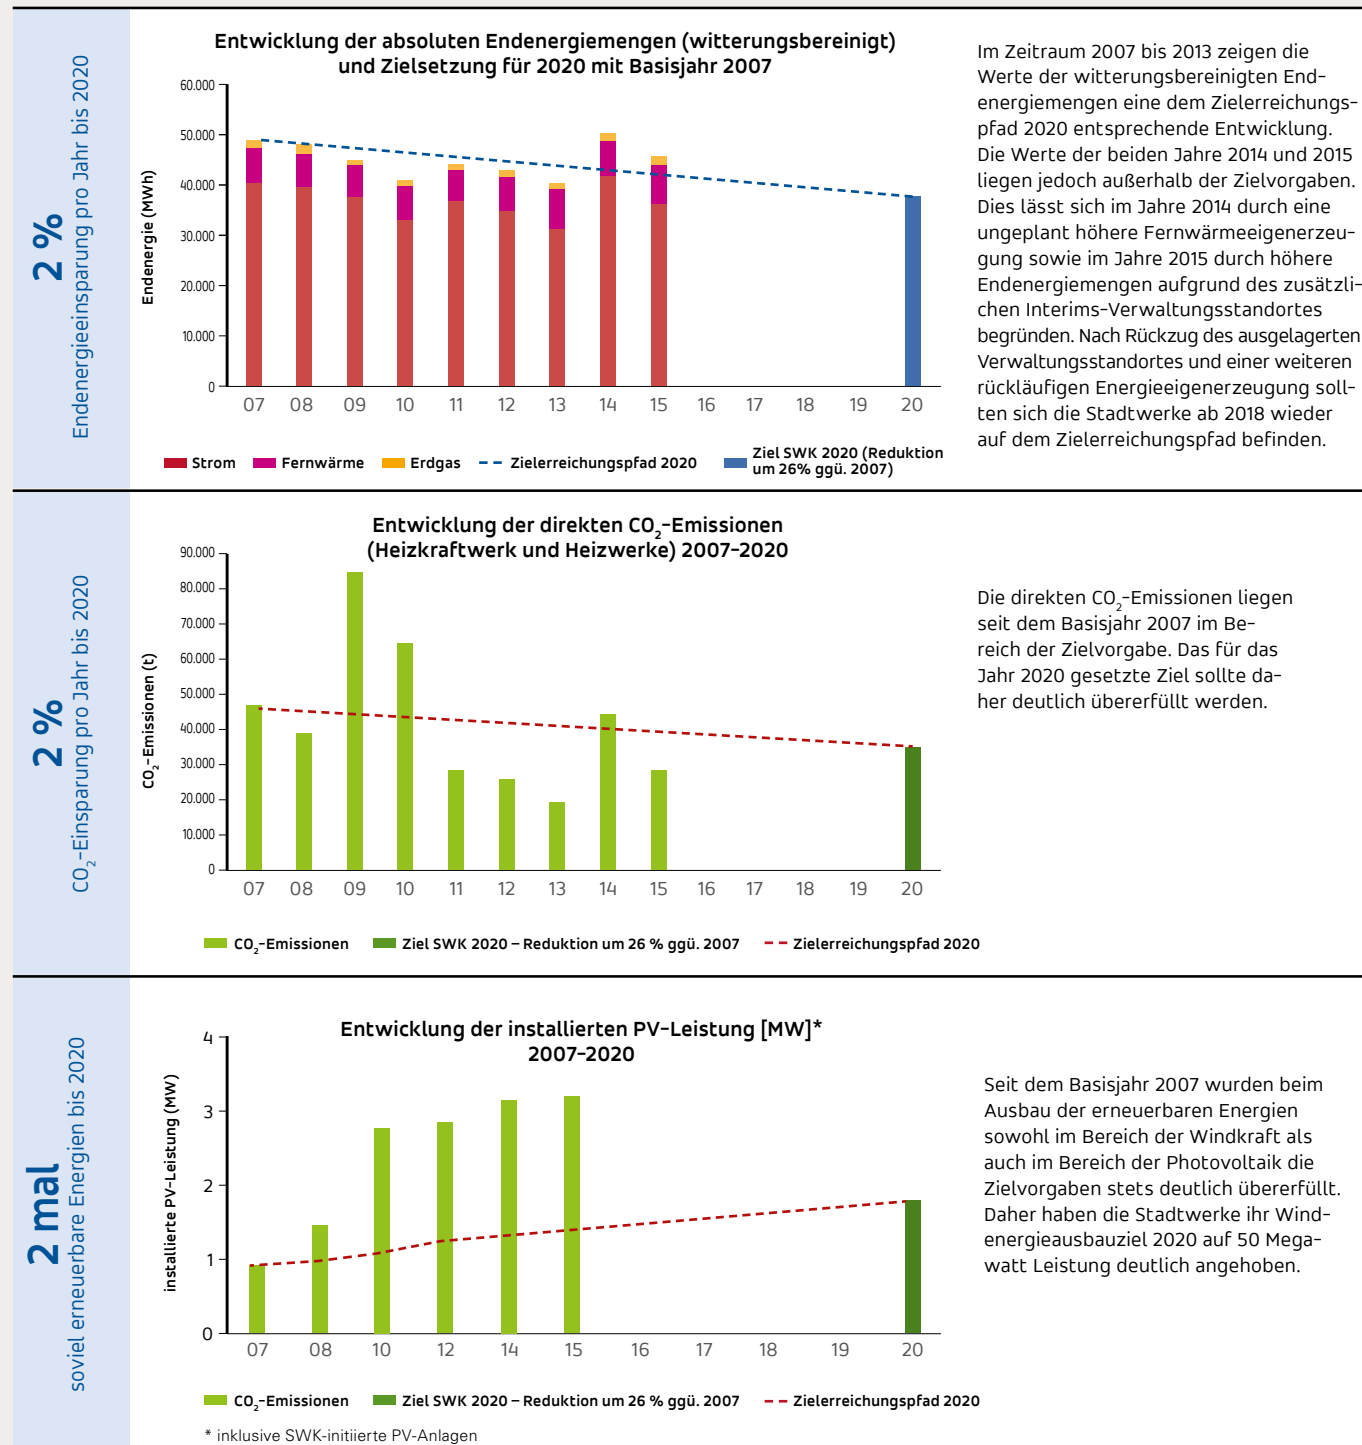 2 %
Endenergieeinsparung pro Jahr bis 2020
Entwicklung der absoluten Endenergiemengen (witterungsbereinigt)
und Zielsetzung für 2020 mit Basisjahr 2007
Endenergie (MWh)
60.000
50.000
40.000
30.000
20.000
10.000
0
07 08 09 10 11 12 13 14 15 16 17 18 19 20
Strom Fernwärme Erdgas Zielerreichungspfad 2020 Ziel SWK 2020 (Reduktion
um 26% ggü. 2007)
Im Zeitraum 2007 bis 2013 zeigen die
Werte der witterungsbereinigten End-
energiemengen eine dem Zielerreichungs-
pfad 2020 entsprechende Entwicklung.
Die Werte der beiden Jahre 2014 und 2015
liegen jedoch außerhalb der Zielvorgaben.
Dies lässt sich im Jahre 2014 durch eine
ungeplant höhere Fernwärmeeigenerzeu-
gung sowie im Jahre 2015 durch höhere
Endenergiemengen aufgrund des zusätzli-
chen Interims-Verwaltungsstandortes
begründen. Nach Rückzug des ausgelagerten
Verwaltungsstandortes und einer weiteren
rückläufigen Energieeigenerzeugung soll-
ten sich die Stadtwerke ab 2018 wieder
auf dem Zielerreichungspfad befinden.
2 %
CO₂-Einsparung pro Jahr bis 2020
Entwicklung der direkten CO₂-Emissionen
(Heizkraftwerk und Heizwerke) 2007-2020
CO₂-Emissionen (t)
90.000
80.000
70.000
60.000
50.000
40.000
30.000
20.000
10.000
0
07 08 09 10 11 12 13 14 15 16 17 18 19 20
CO₂-Emissionen Ziel SWK 2020 – Reduktion um 26 % ggü. 2007 Zielerreichungspfad 2020
Die direkten CO₂-Emissionen liegen
seit dem Basisjahr 2007 im Be-
reich der Zielvorgabe. Das für das
Jahr 2020 gesetzte Ziel sollte da-
her deutlich übererfüllt werden.
2 mal
soviel erneuerbare Energien bis 2020
Entwicklung der installierten PV-Leistung [MW]*
2007-2020
installierte PV-Leistung (MW)
4
3
2
1
0
07 08 10 12 14 15 16 17 18 19 20
CO₂-Emissionen Ziel SWK 2020 – Reduktion um 26 % ggü. 2007 Zielerreichungspfad 2020
* inklusive SWK-initiierte PV-Anlagen
Seit dem Basisjahr 2007 wurden beim
Ausbau der erneuerbaren Energien
sowohl im Bereich der Windkraft als
auch im Bereich der Photovoltaik die
Zielvorgaben stets deutlich übererfüllt.
Daher haben die Stadtwerke ihr Wind-
energieausbauziel 2020 auf 50 Mega-
watt Leistung deutlich angehoben.